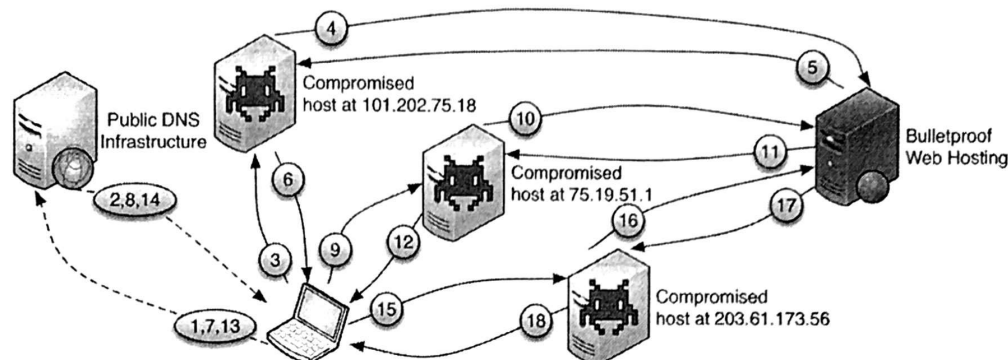 4
5
Compromised
host at 101.202.75.18
Public DNS
Infrastructure
10
Bulletproof
Web Hosting
11
Compromised
host at 75.19.51.1
6
2,8,14
16
17
12
9
3
15
Compromised
host at 203.61.173.56
18
1,7,13